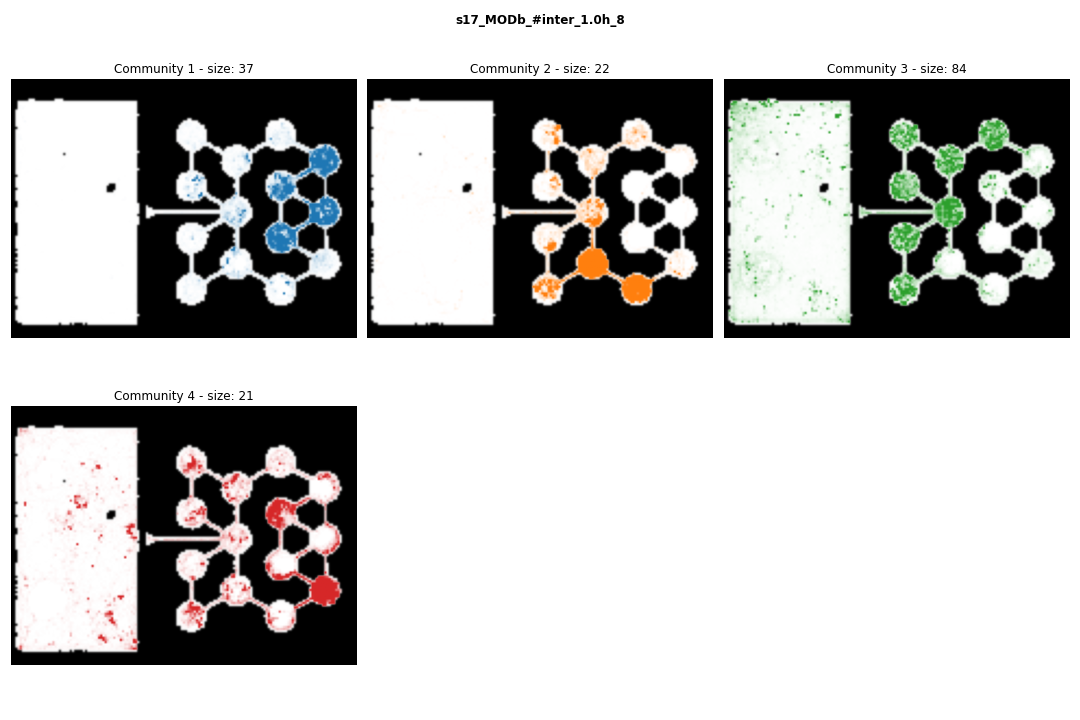 s17_MODb_#inter_1.0h_8
Community 1 - size: 37
Community 2 - size: 22
Community 3 - size: 84
Community 4 - size: 21